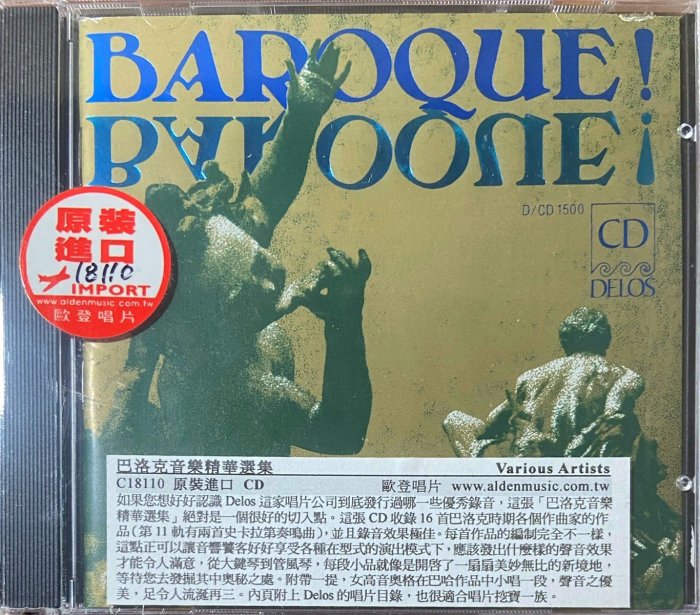 BAROQUE!
BAROQUE!
D/CD 1500
CD
DELOS
原裝
進口
18110
IMPORT
www.aldenmusic.com.tw
歐登唱片
巴洛克音樂精華選集 Various Artists
C18110 原裝進口 CD 歐登唱片 www.aldenmusic.com.tw
如果您想好好認識 Delos 這家唱片公司到底發行過哪一些優秀錄音，這張「巴洛克音樂
精華選集」絕對是一個很好的切入點。這張 CD 收錄 16 首巴洛克時期各個作曲家的作
品（第 11 軌有兩首史卡拉第奏鳴曲），並且錄音效果極佳。每首作品的編制完全不一樣，
這點正可以讓音響饕客好好享受各種在型式的演出模式下，應該發出什麼樣的聲音效果
才能令人滿意，從大鍵琴到管風琴，每段小品就像是開啓了一扇扇美妙無比的新境地，
等待您去發掘其中奧秘之處。附帶一提，女高音奧格在巴哈作品中小唱一段，聲音之優
美，足令人流涎再三。內頁附上 Delos 的唱片目錄，也很適合唱片挖寶一族。